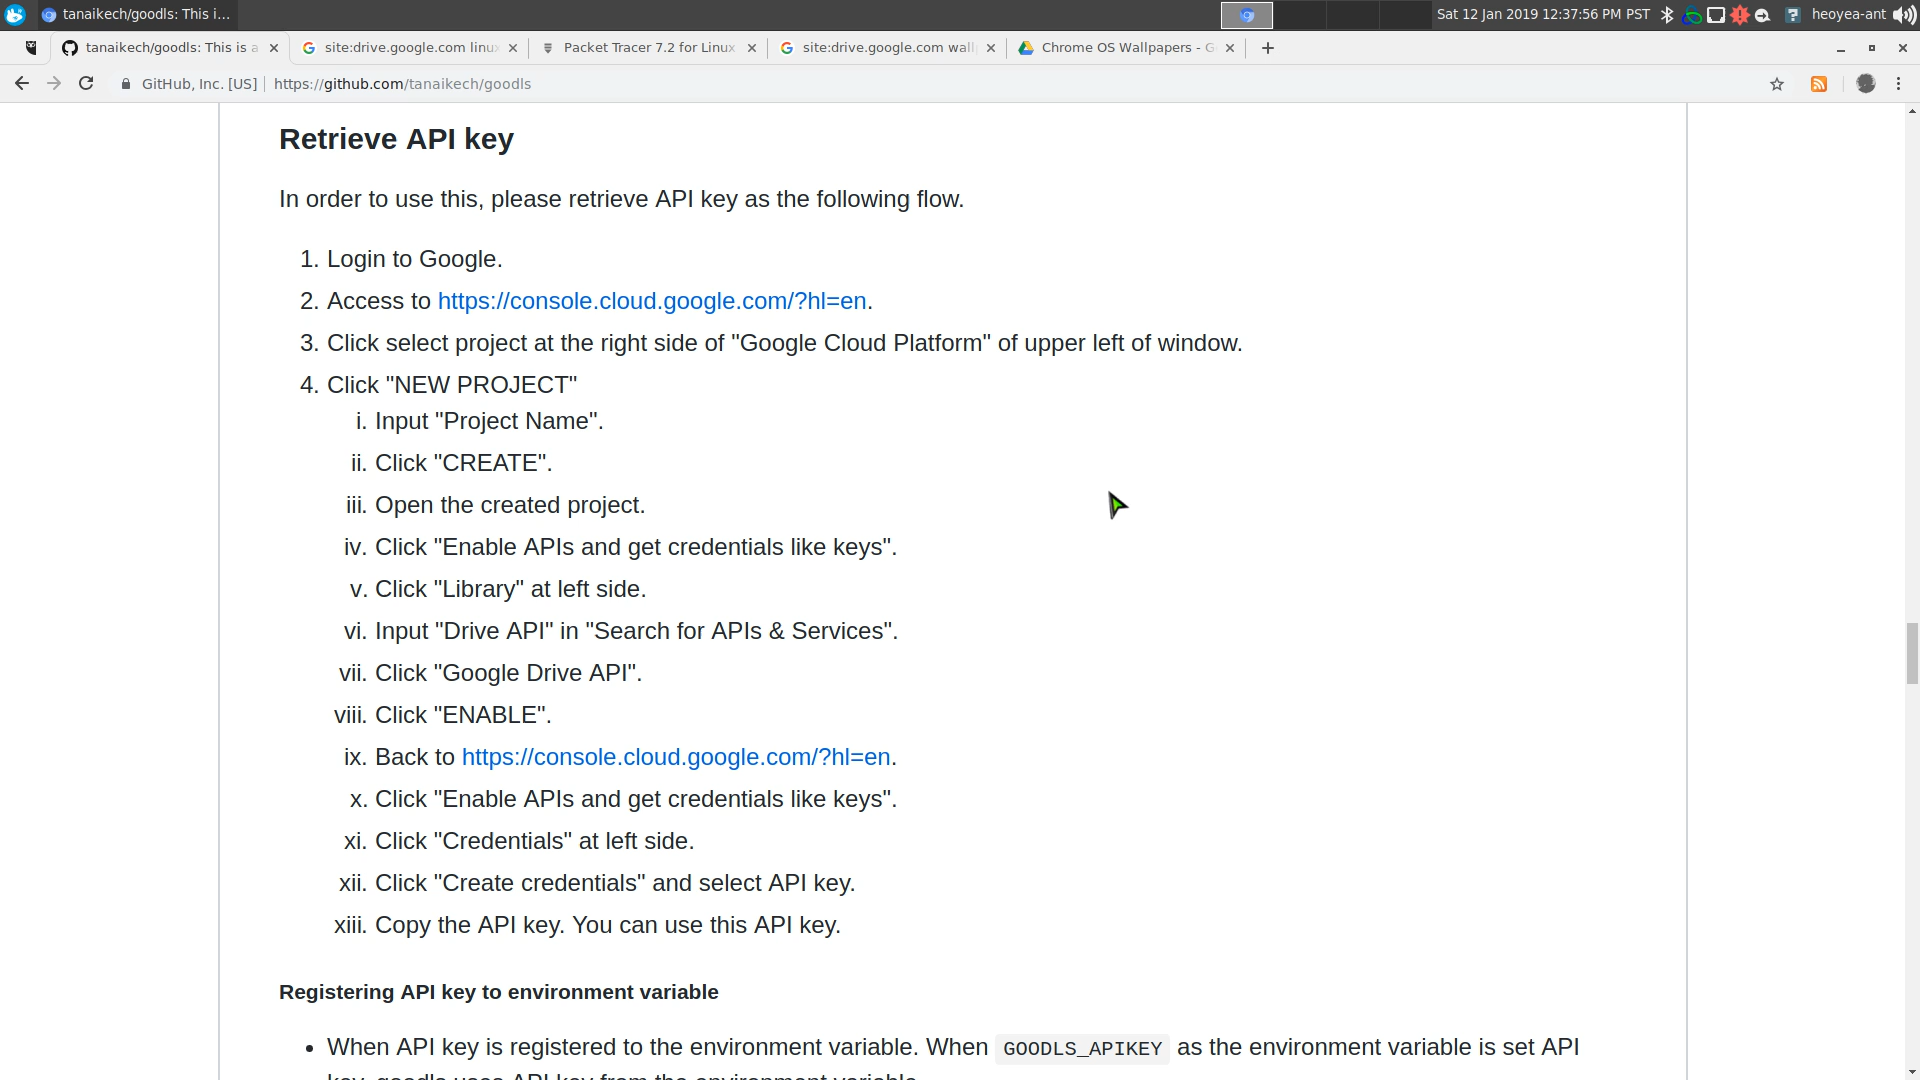 tanaikech/goodls: This i...
Sat 12 Jan 2019 12:37:56 PM PST
heoyea-ant
tanaikech/goodls: This is a
site:drive.google.com linux
Packet Tracer 7.2 for Linux
site:drive.google.com wall
Chrome OS Wallpapers - G
GitHub, Inc. [US] | https://github.com/tanaikech/goodls
Retrieve API key
In order to use this, please retrieve API key as the following flow.
1. Login to Google.
2. Access to https://console.cloud.google.com/?hl=en.
3. Click select project at the right side of "Google Cloud Platform" of upper left of window.
4. Click "NEW PROJECT"
i. Input "Project Name".
ii. Click "CREATE".
iii. Open the created project.
iv. Click "Enable APIs and get credentials like keys".
v. Click "Library" at left side.
vi. Input "Drive API" in "Search for APIs & Services".
vii. Click "Google Drive API".
viii. Click "ENABLE".
ix. Back to https://console.cloud.google.com/?hl=en.
x. Click "Enable APIs and get credentials like keys".
xi. Click "Credentials" at left side.
xii. Click "Create credentials" and select API key.
xiii. Copy the API key. You can use this API key.
Registering API key to environment variable
• When API key is registered to the environment variable. When GOODLS_APIKEY as the environment variable is set API
key, goodls uses API key from the environment variable.